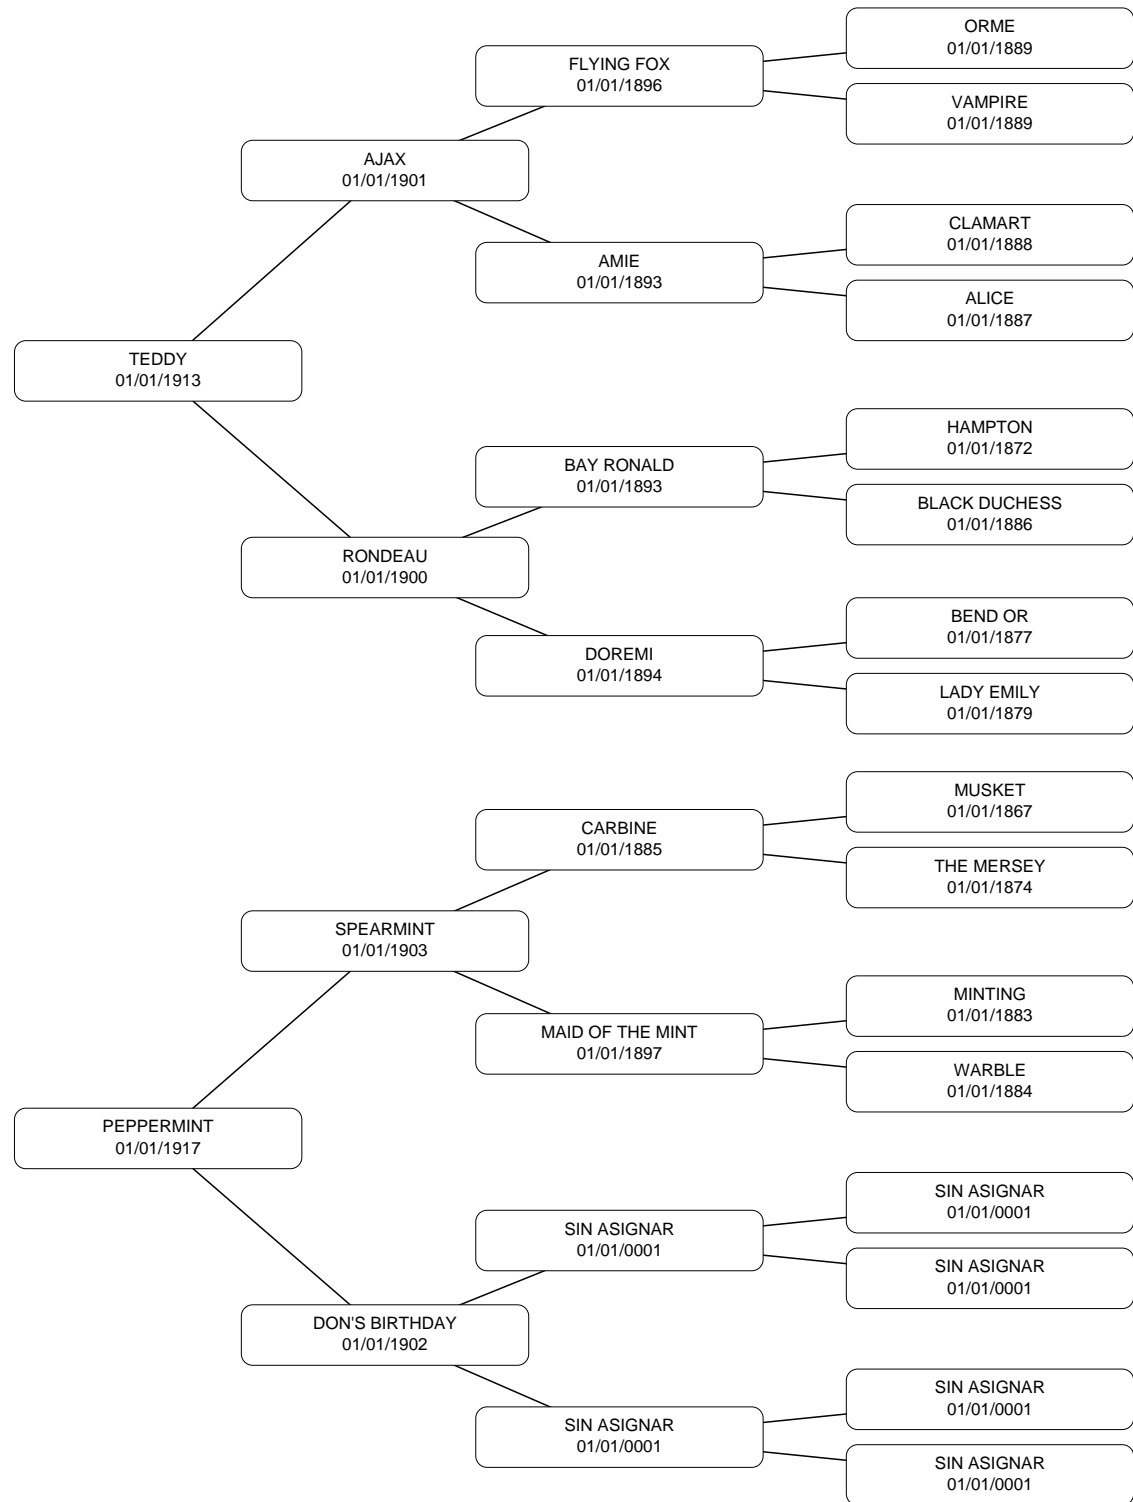 ORME
01/01/1889
FLYING FOX
01/01/1896
VAMPIRE
01/01/1889
AJAX
01/01/1901
CLAMART
01/01/1888
AMIE
01/01/1893
ALICE
01/01/1887
TEDDY
01/01/1913
HAMPTON
01/01/1872
BAY RONALD
01/01/1893
BLACK DUCHESS
01/01/1886
RONDEAU
01/01/1900
BEND OR
01/01/1877
DOREMI
01/01/1894
LADY EMILY
01/01/1879
MUSKET
01/01/1867
CARBINE
01/01/1885
THE MERSEY
01/01/1874
SPEARMINT
01/01/1903
MINTING
01/01/1883
MAID OF THE MINT
01/01/1897
WARBLE
01/01/1884
PEPPERMINT
01/01/1917
SIN ASIGNAR
01/01/0001
SIN ASIGNAR
01/01/0001
SIN ASIGNAR
01/01/0001
DON'S BIRTHDAY
01/01/1902
SIN ASIGNAR
01/01/0001
SIN ASIGNAR
01/01/0001
SIN ASIGNAR
01/01/0001